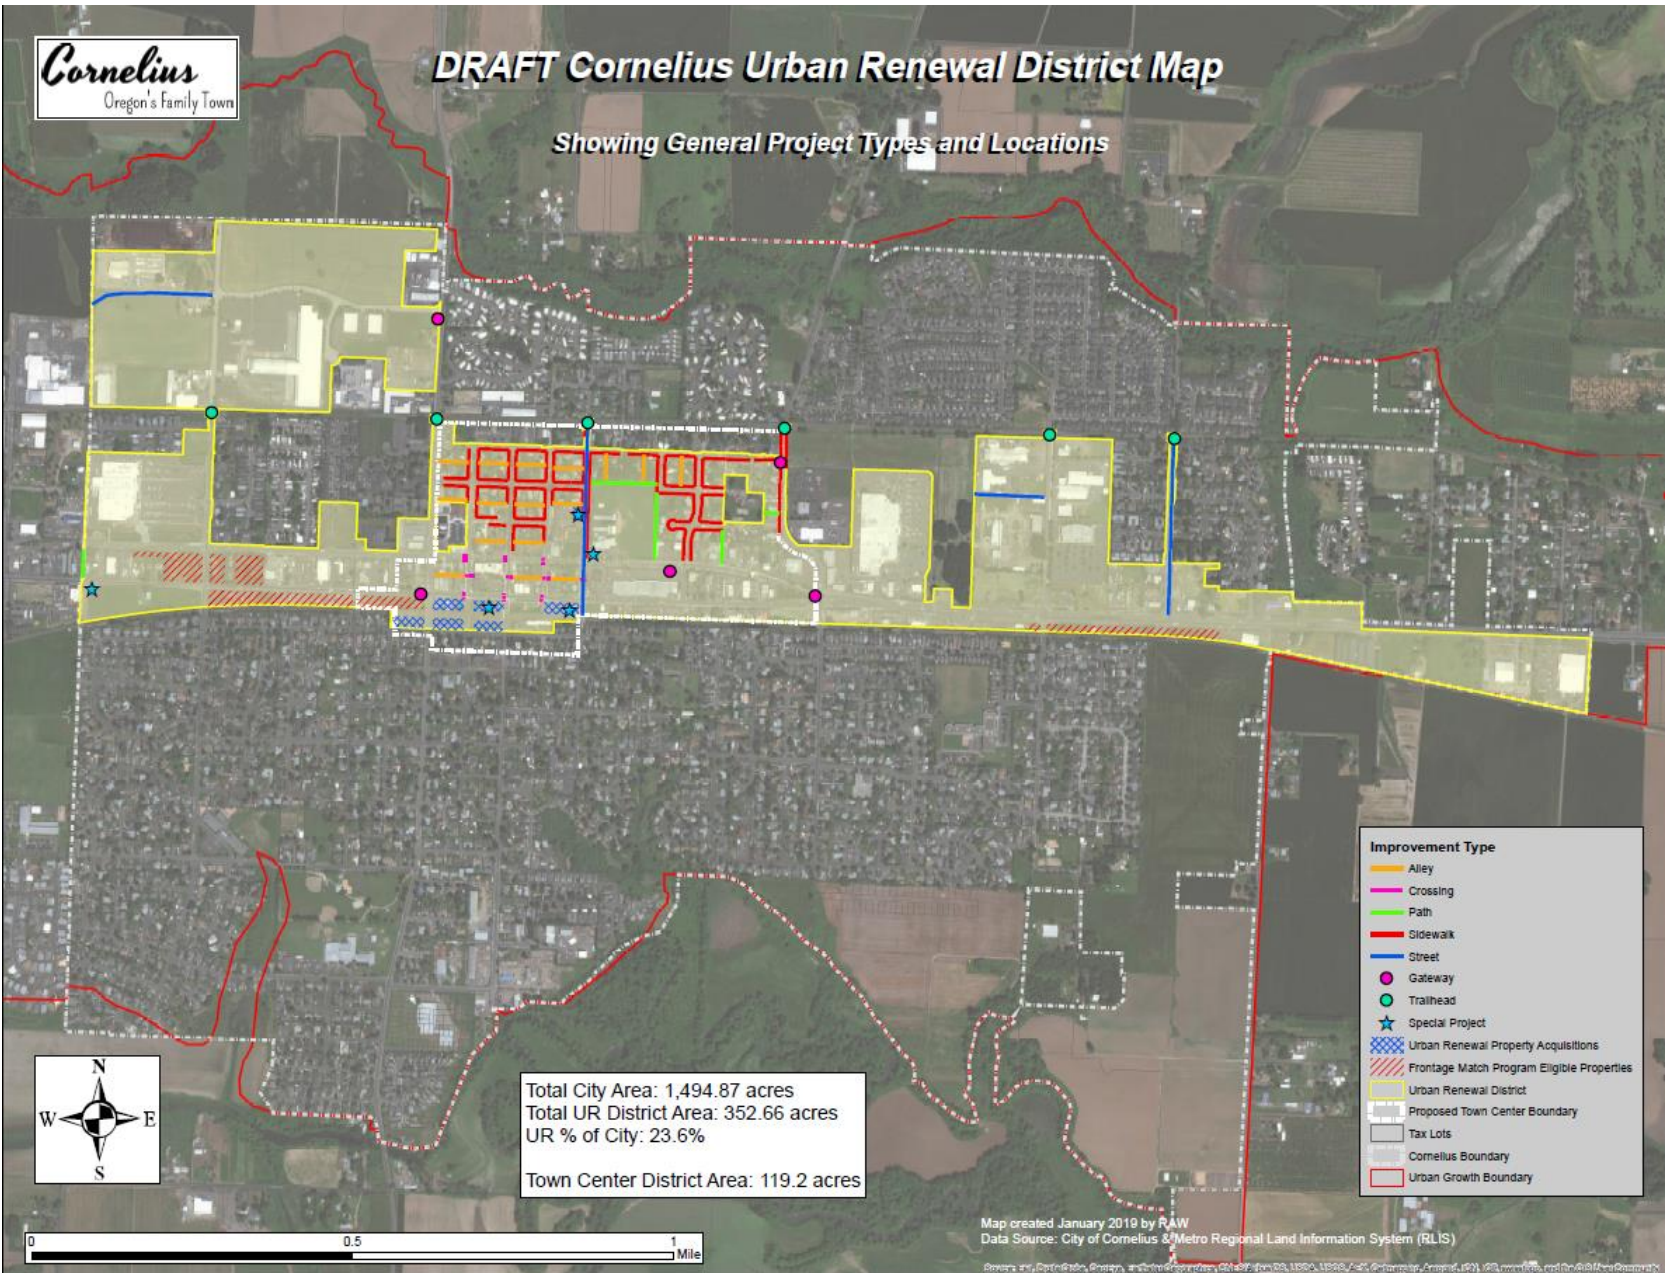 Cornelius
Oregon's Family Town
DRAFT Cornelius Urban Renewal District Map
Showing General Project Types and Locations
Improvement Type
Alley
Crossing
Path
Sidewalk
Street
Gateway
Trailhead
Special Project
Urban Renewal Property Acquisitions
Frontage Match Program Eligible Properties
Urban Renewal District
Proposed Town Center Boundary
Tax Lots
Cornelius Boundary
Urban Growth Boundary
N
W E
S
Total City Area: 1,494.87 acres
Total UR District Area: 352.66 acres
UR % of City: 23.6%
Town Center District Area: 119.2 acres
0 0.5 1
Mile
Map created January 2019 by RAW
Data Source: City of Cornelius & Metro Regional Land Information System (RLIS)